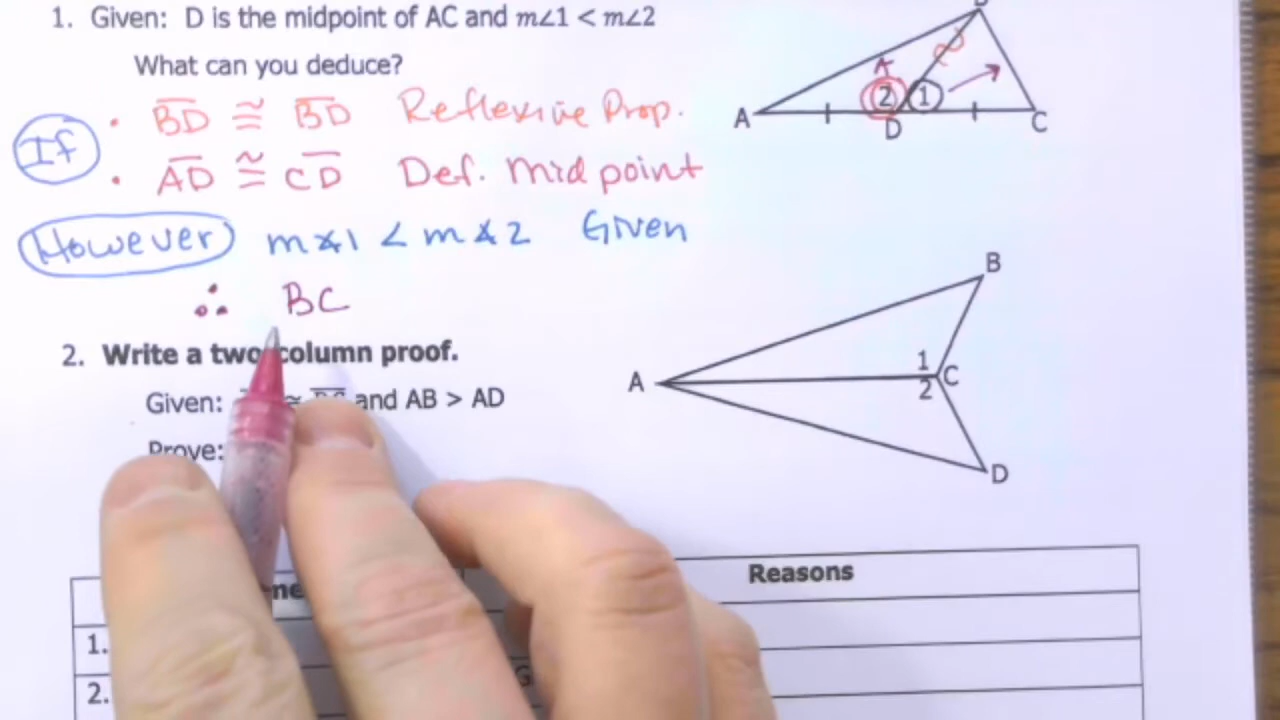 1. Given: D is the midpoint of AC and m∠1 < m∠2
What can you deduce?
If
• BD ≅ BD Reflexive Prop.
• AD ≅ CD Def. Midpoint
However m∡1 < m∡2 Given
∴ BC
A
2
1
D
C
2. Write a two column proof.
Given: ≅ and AB > AD
Prove:
B
A
1
2
C
D
Reasons
1.
2.